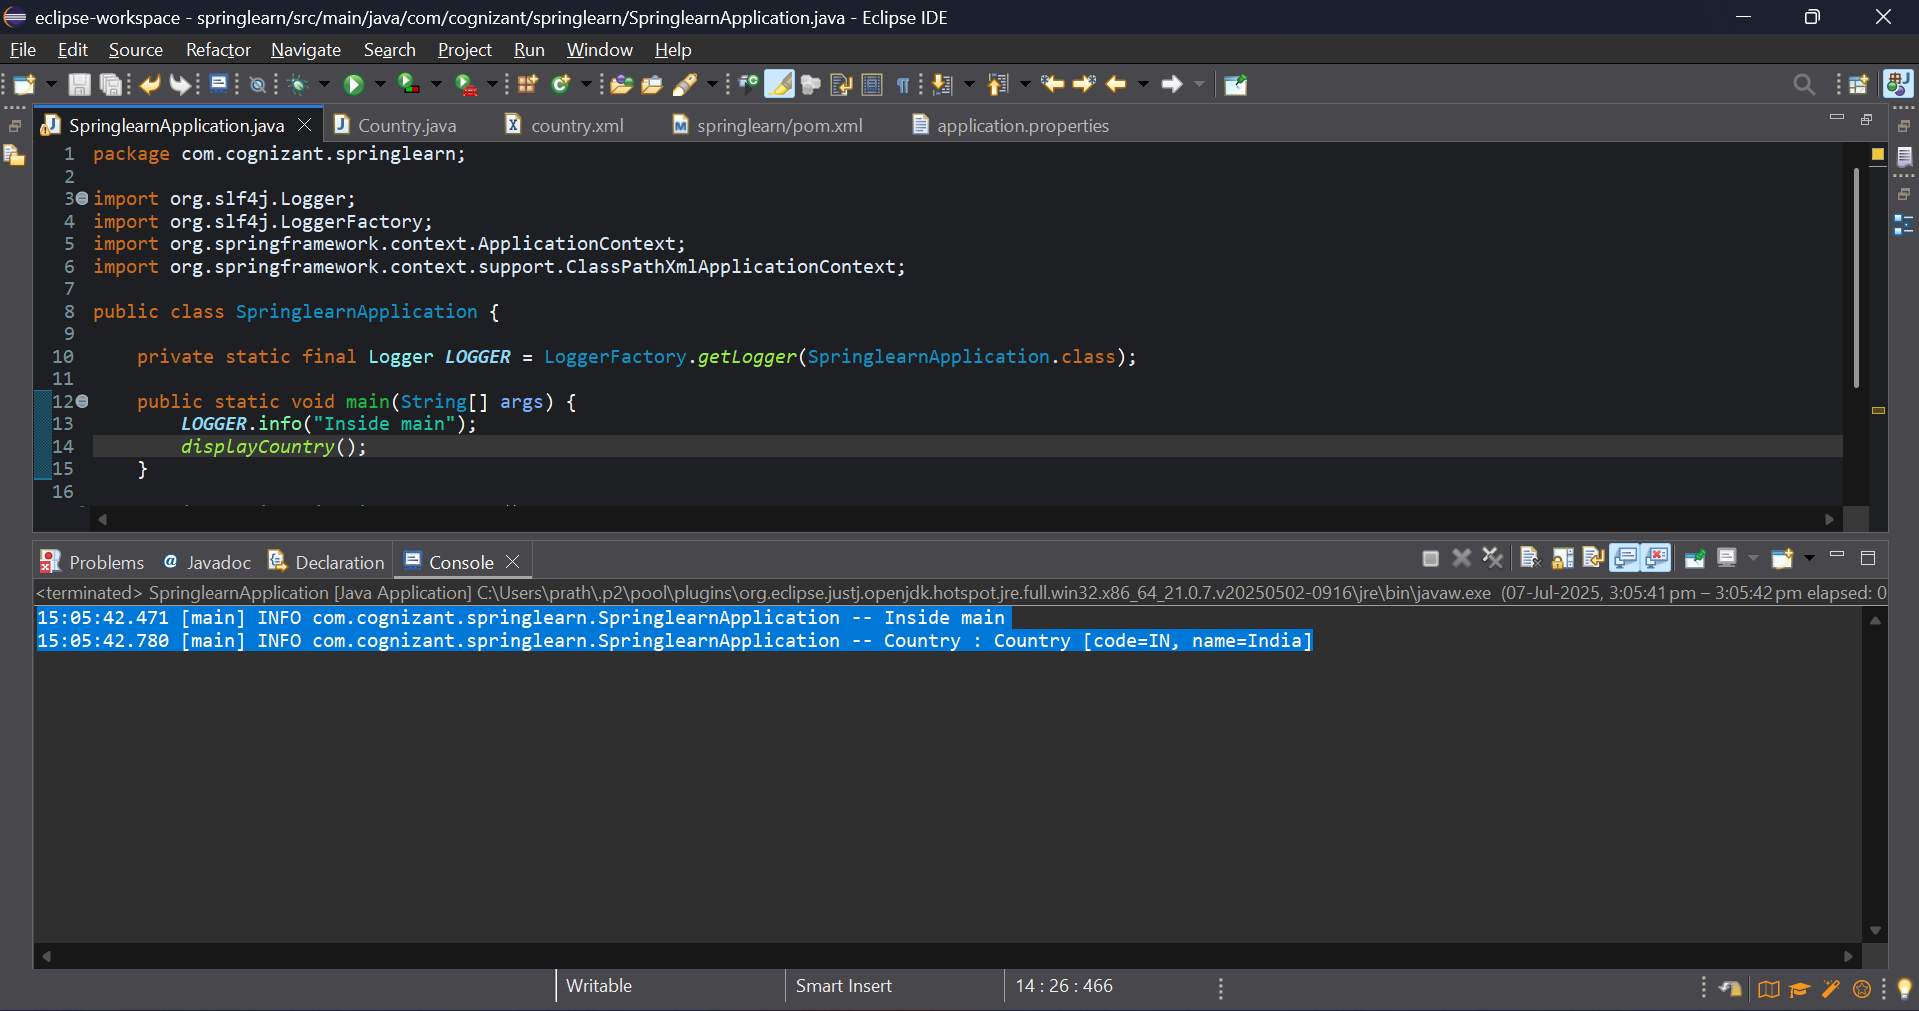 eclipse-workspace - springlearn/src/main/java/com/cognizant/springlearn/SpringlearnApplication.java - Eclipse IDE
File Edit Source Refactor Navigate Search Project Run Window Help
SpringlearnApplication.java Country.java country.xml springlearn/pom.xml application.properties
1 package com.cognizant.springlearn;
2
3 import org.slf4j.Logger;
4 import org.slf4j.LoggerFactory;
5 import org.springframework.context.ApplicationContext;
6 import org.springframework.context.support.ClassPathXmlApplicationContext;
7
8 public class SpringlearnApplication {
9
10 private static final Logger LOGGER = LoggerFactory.getLogger(SpringlearnApplication.class);
11
12 public static void main(String[] args) {
13 LOGGER.info("Inside main");
14 displayCountry();
15 }
16
Problems Javadoc Declaration Console
<terminated> SpringlearnApplication [Java Application] C:\Users\prath\.p2\pool\plugins\org.eclipse.justj.openjdk.hotspot.jre.full.win32.x86_64_21.0.7.v20250502-0916\jre\bin\javaw.exe (07-Jul-2025, 3:05:41 pm – 3:05:42 pm elapsed: 0
15:05:42.471 [main] INFO com.cognizant.springlearn.SpringlearnApplication -- Inside main
15:05:42.780 [main] INFO com.cognizant.springlearn.SpringlearnApplication -- Country : Country [code=IN, name=India]
Writable Smart Insert 14 : 26 : 466